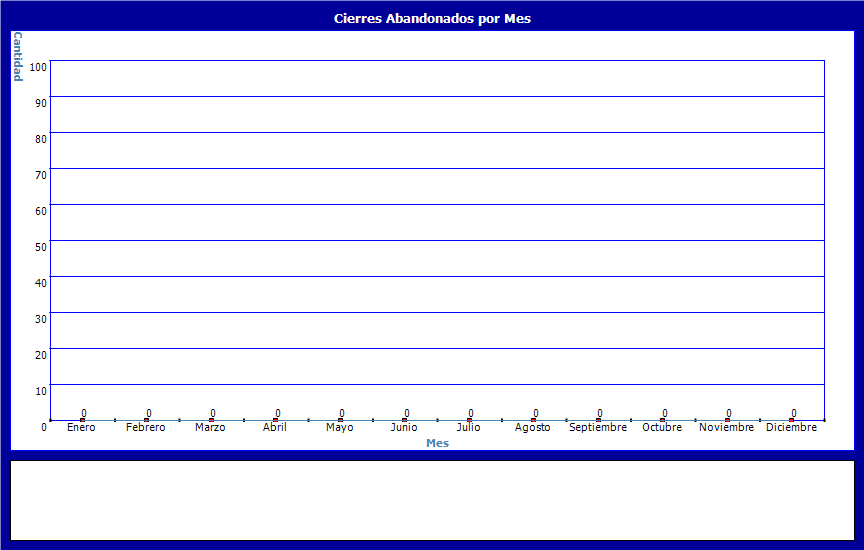 Cierres Abandonados por Mes
Cantidad
100
90
80
70
60
50
40
30
20
10
0
0 0 0 0 0 0 0 0 0 0 0 0
Enero Febrero Marzo Abril Mayo Junio Julio Agosto Septiembre Octubre Noviembre Diciembre
Mes